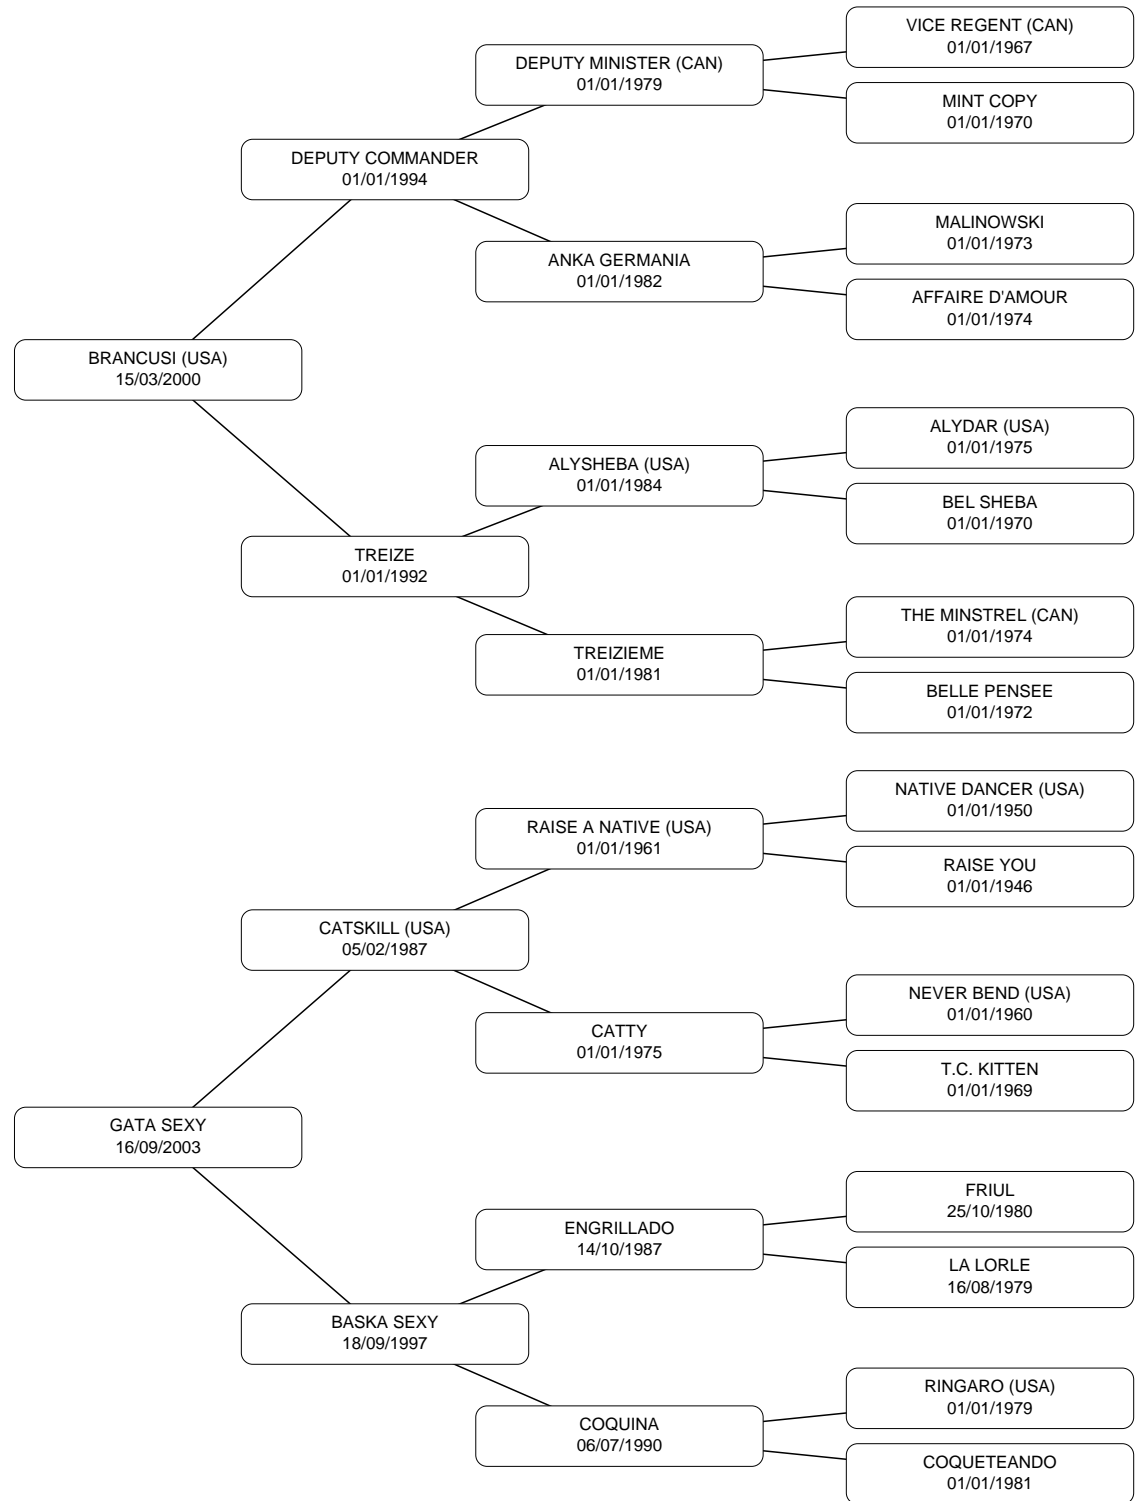 VICE REGENT (CAN)
01/01/1967
DEPUTY MINISTER (CAN)
01/01/1979
MINT COPY
01/01/1970
DEPUTY COMMANDER
01/01/1994
MALINOWSKI
01/01/1973
ANKA GERMANIA
01/01/1982
AFFAIRE D'AMOUR
01/01/1974
BRANCUSI (USA)
15/03/2000
ALYDAR (USA)
01/01/1975
ALYSHEBA (USA)
01/01/1984
BEL SHEBA
01/01/1970
TREIZE
01/01/1992
THE MINSTREL (CAN)
01/01/1974
TREIZIEME
01/01/1981
BELLE PENSEE
01/01/1972
NATIVE DANCER (USA)
01/01/1950
RAISE A NATIVE (USA)
01/01/1961
RAISE YOU
01/01/1946
CATSKILL (USA)
05/02/1987
NEVER BEND (USA)
01/01/1960
CATTY
01/01/1975
T.C. KITTEN
01/01/1969
GATA SEXY
16/09/2003
FRIUL
25/10/1980
ENGRILLADO
14/10/1987
LA LORLE
16/08/1979
BASKA SEXY
18/09/1997
RINGARO (USA)
01/01/1979
COQUINA
06/07/1990
COQUETEANDO
01/01/1981